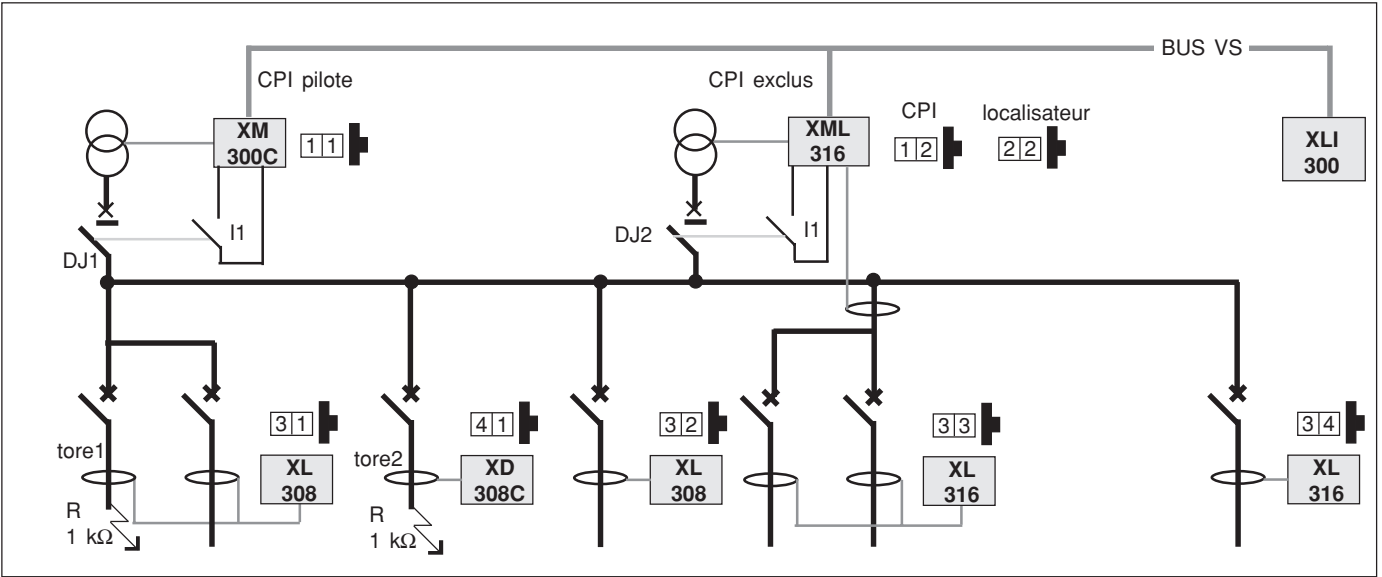 BUS VS
CPI pilote
CPI exclus
CPI
localisateur
XM
300C
1 1
XML
316
1 2
2 2
XLI
300
I1
I1
DJ1
DJ2
3 1
4 1
3 2
3 3
3 4
tore1
tore2
XL
308
XD
308C
XL
308
XL
316
XL
316
R
1 kΩ
R
1 kΩ